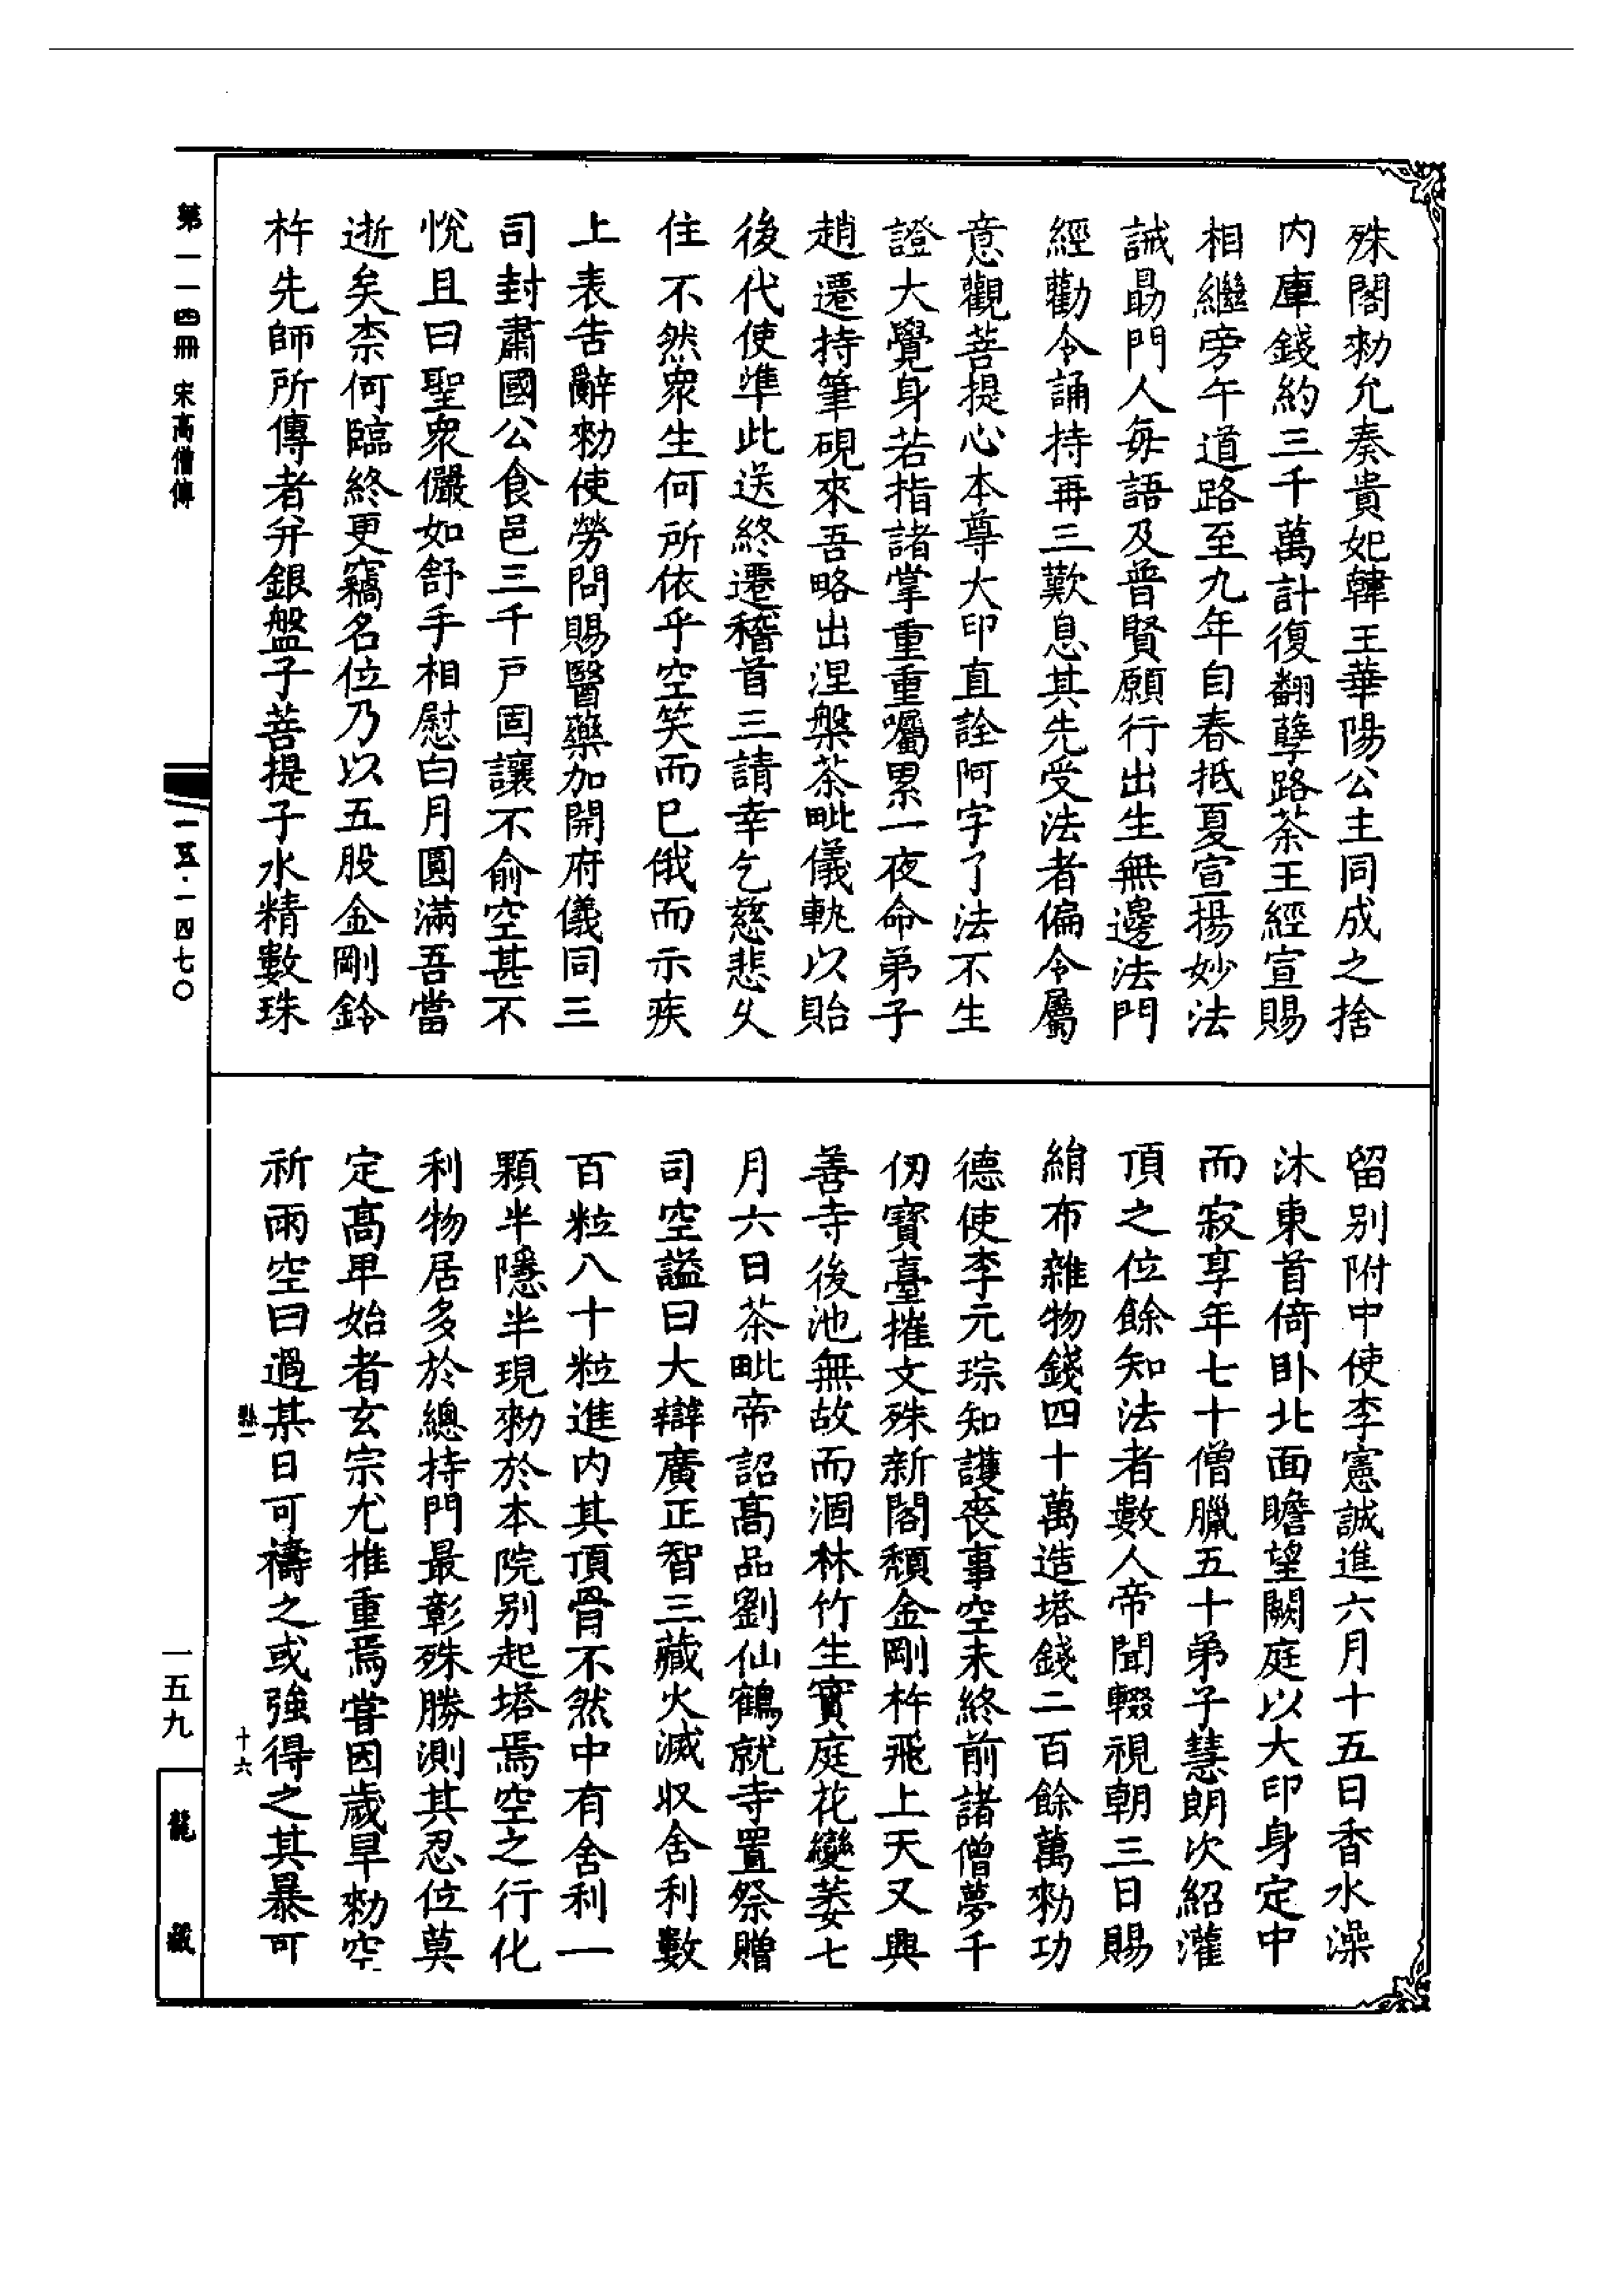 殊閣勑允奏貴妃韓王華陽公主同成之捨
内庫錢約三千萬計復翻孽路荼王經宣賜
相繼旁午道路至九年自春抵夏宣揚妙法
誡勗門人每語及普賢願行出生無邊法門
經勸令誦持再三歎息其先受法者偏令屬
意觀菩提心本尊大印直詮阿字了法不生
證大覺身若指諸掌重重囑累一夜命弟子
趙遷持筆硯來吾略出涅槃茶毗儀軌以貽
後代使準此送終遷稽首三請幸乞慈悲久
住不然衆生何所依乎空笑而巳俄而示疾
上表告辭勑使勞問賜醫藥加開府儀同三
司封肅國公食邑三千戸固讓不俞空甚不
悅且曰聖衆儼如舒手相慰白月圓滿吾當
逝矣柰何臨終更竊名位乃以五股金剛鈴
杵先師所傳者并銀盤子菩提子水精數珠
留别附中使李憲誠進六月十五日香水澡
沐東首倚卧北面瞻望闕庭以大印身定中
而寂享年七十僧臘五十弟子慧朗次紹灌
頂之位餘知法者數人帝聞輟視朝三日賜
絹布雜物錢四十萬造塔錢二百餘萬勑功
德使李元琮知護喪事空未終前諸僧夢千
仞寳臺摧文殊新閣頹金剛杵飛上天又興
善寺後池無故而涸林竹生實庭花變萎七
月六日茶毗帝詔高品劉仙鶴就寺置祭贈
司空謚曰大辯廣正智三藏火滅収舍利數
百粒八十粒進内其頂骨不然中有舍利一
顆半隱半現勑於本院别起塔焉空之行化
利物居多於總持門最彰殊勝測其忍位莫
定高卑始者玄宗尤推重焉嘗因歲旱勑空
祈雨空曰過某日可禱之或強得之其暴可
十六
第一一四冊 宋高僧傳
一五·一四七〇
一五九
龍藏